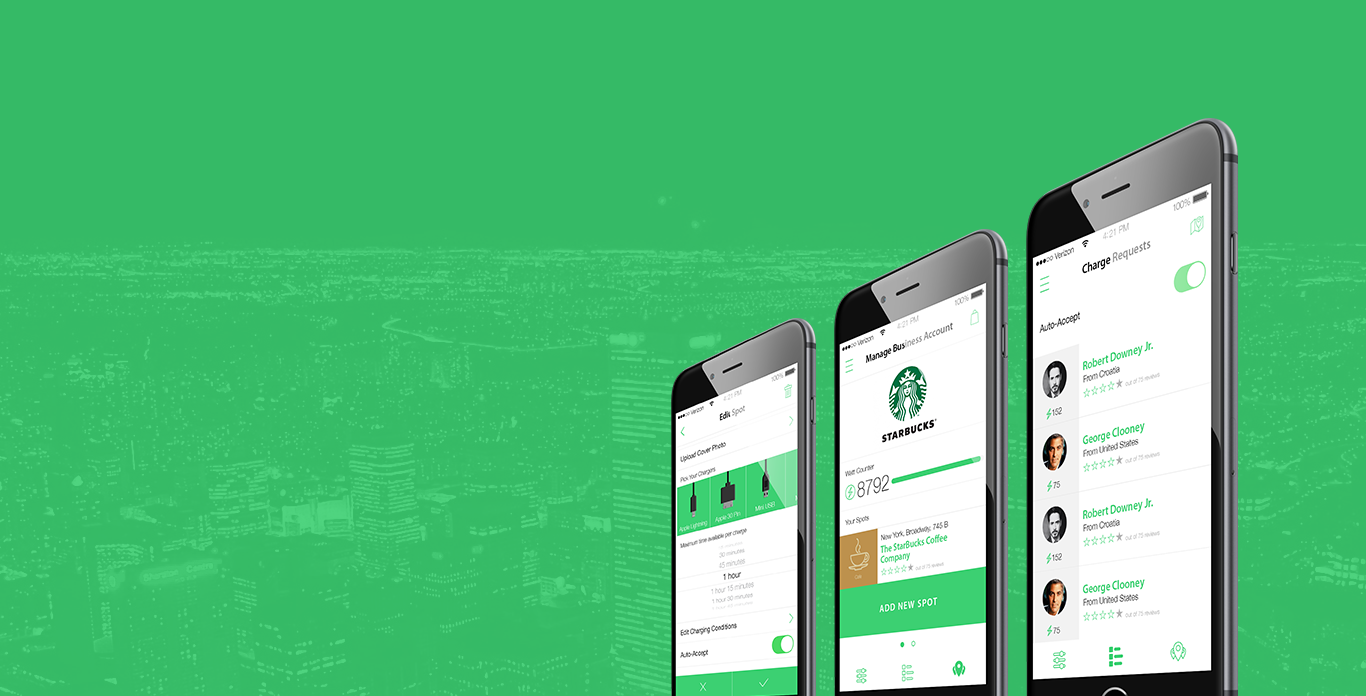 ●●●○○ Verizon 4:21 PM 100%
Edit Spot
Upload Cover Photo
Pick Your Chargers
Apple Lightning Apple 30 Pin Mini USB
Maximum time available per charge
30 minutes
45 minutes
1 hour
1 hour 15 minutes
1 hour 30 minutes
Edit Charging Conditions
Auto-Accept
●●●○○ Verizon 4:21 PM 100%
Manage Business Account
STARBUCKS
Watt Counter
8792
Your Spots
New York, Broadway, 745 B
The StarBucks Coffee
Company
out of 75 reviews
ADD NEW SPOT
●●●○○ Verizon 4:21 PM 100%
Charge Requests
Auto-Accept
Robert Downey Jr.
From Croatia
out of 75 reviews
152
George Clooney
From United States
out of 75 reviews
75
Robert Downey Jr.
From Croatia
out of 75 reviews
152
George Clooney
From United States
out of 75 reviews
75